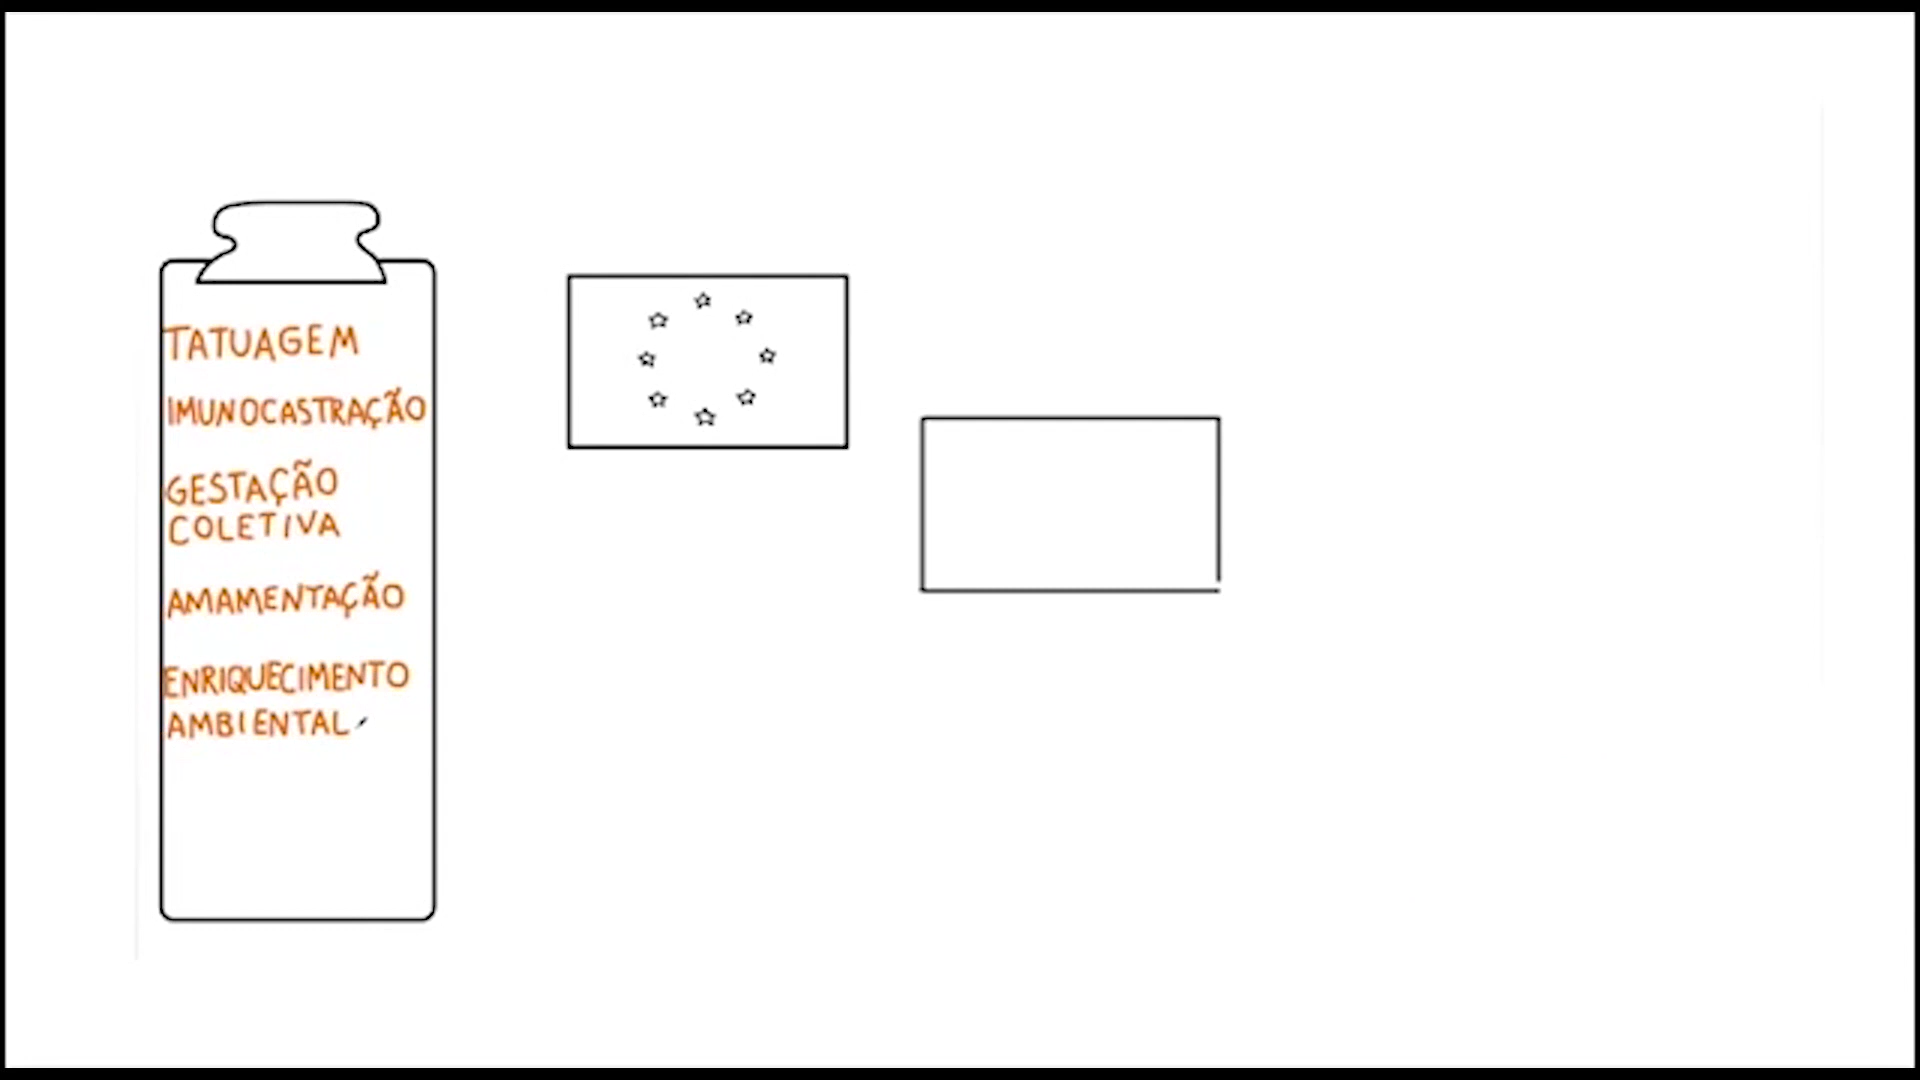 TATUAGEM
IMUNOCASTRAÇÃO
GESTAÇÃO
COLETIVA
AMAMENTAÇÃO
ENRIQUECIMENTO
AMBIENTAL